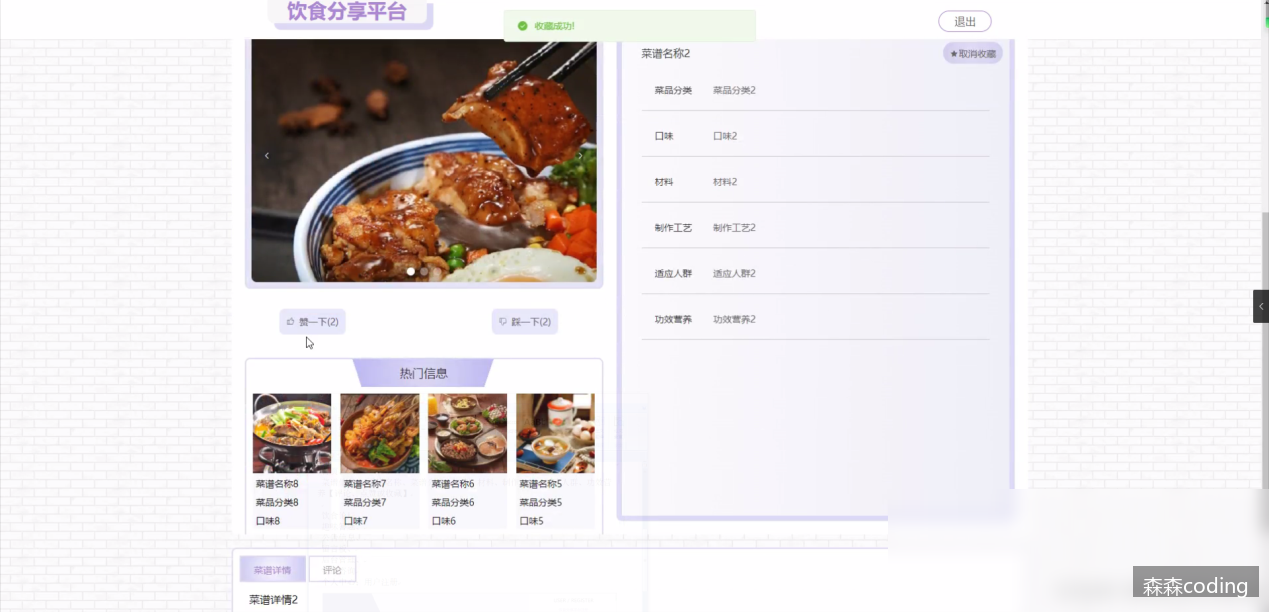 饮食分享平台
收藏成功!
退出
菜谱名称2
★取消收藏
菜品分类 菜品分类2
口味 口味2
材料 材料2
制作工艺 制作工艺2
适应人群 适应人群2
功效营养 功效营养2
赞一下(2)
踩一下(2)
热门信息
菜谱名称8 菜谱名称7 菜谱名称6 菜谱名称5
菜品分类8 菜品分类7 菜品分类6 菜品分类5
口味8 口味7 口味6 口味5
菜谱详情 评论
菜谱详情2
森森coding